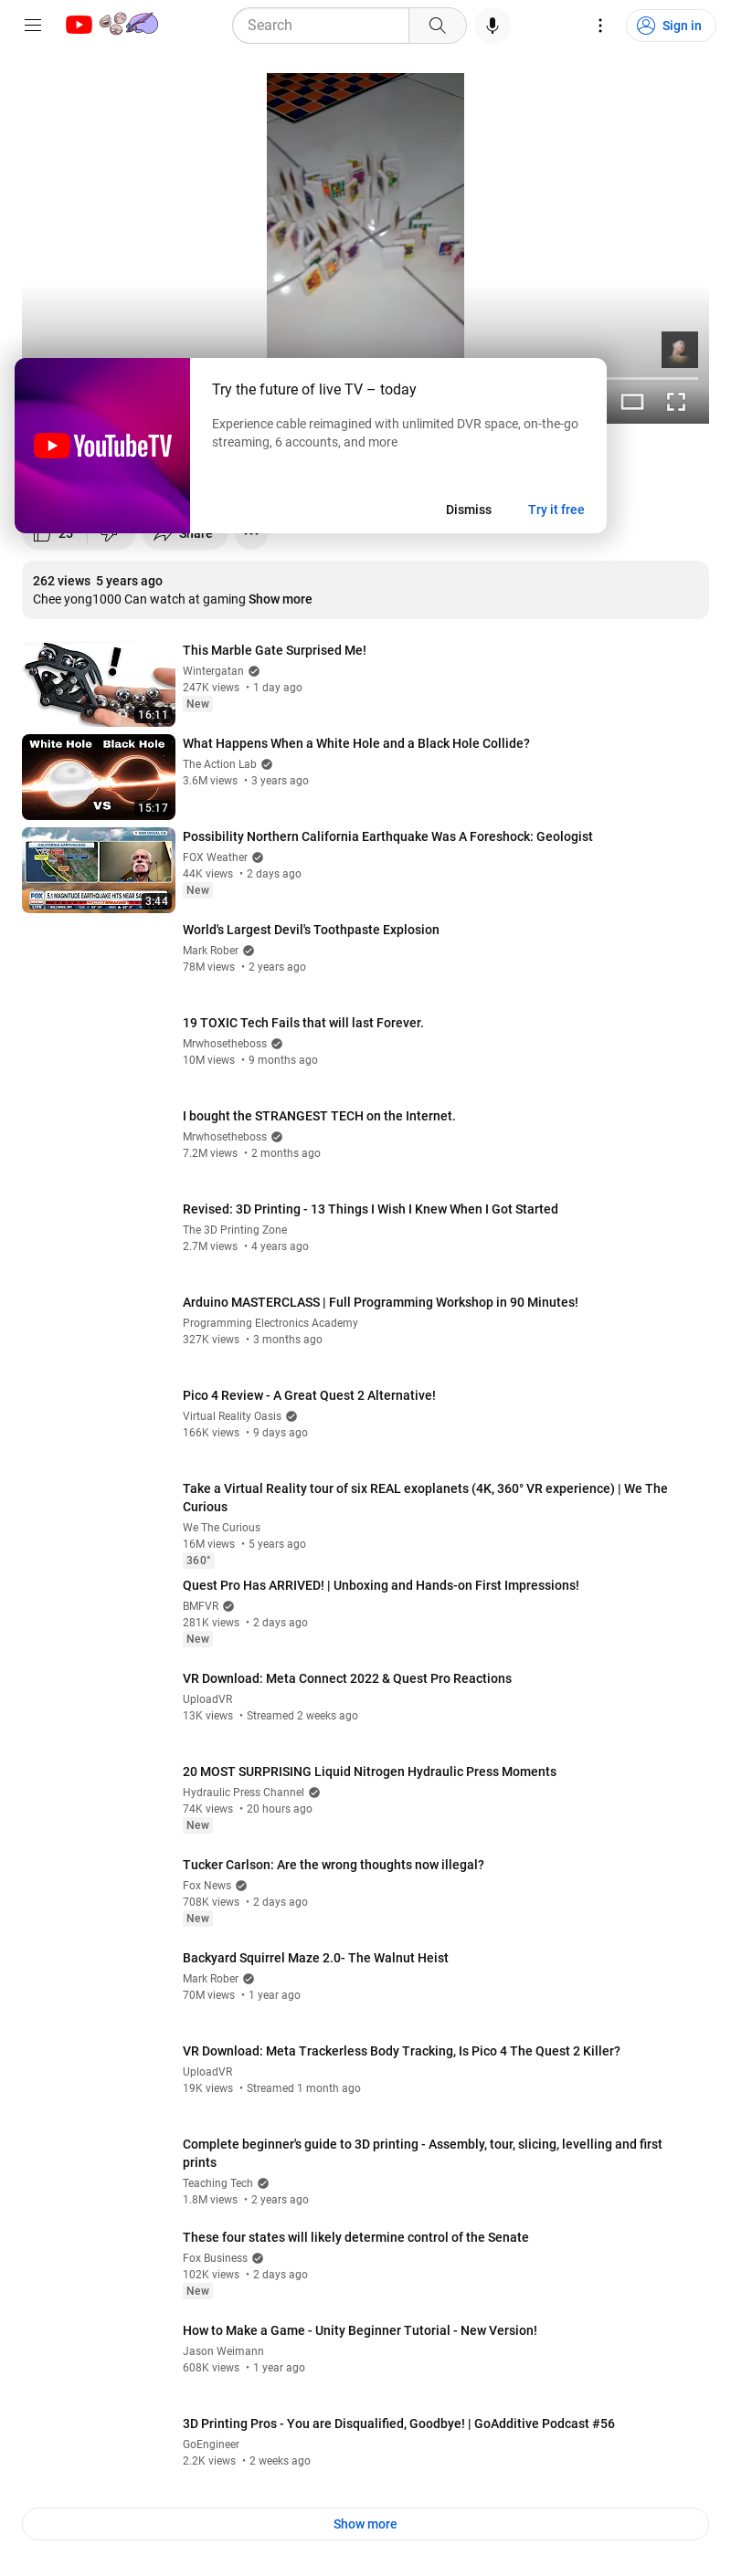 Search
Sign in
YouTubeTV
Try the future of live TV – today
Experience cable reimagined with unlimited DVR space, on-the-go
streaming, 6 accounts, and more
Dismiss
Try it free
25
Share
262 views 5 years ago
Chee yong1000 Can watch at gaming Show more
16:11
This Marble Gate Surprised Me!
Wintergatan
247K views • 1 day ago
New
White Hole Black Hole
VS
15:17
What Happens When a White Hole and a Black Hole Collide?
The Action Lab
3.6M views • 3 years ago
CALIFORNIA EARTHQUAKE
FOX
5.1 MAGNITUDE EARTHQUAKE HITS NEAR SAN
3:44
Possibility Northern California Earthquake Was A Foreshock: Geologist
FOX Weather
44K views • 2 days ago
New
World's Largest Devil's Toothpaste Explosion
Mark Rober
78M views • 2 years ago
19 TOXIC Tech Fails that will last Forever.
Mrwhosetheboss
10M views • 9 months ago
I bought the STRANGEST TECH on the Internet.
Mrwhosetheboss
7.2M views • 2 months ago
Revised: 3D Printing - 13 Things I Wish I Knew When I Got Started
The 3D Printing Zone
2.7M views • 4 years ago
Arduino MASTERCLASS | Full Programming Workshop in 90 Minutes!
Programming Electronics Academy
327K views • 3 months ago
Pico 4 Review - A Great Quest 2 Alternative!
Virtual Reality Oasis
166K views • 9 days ago
Take a Virtual Reality tour of six REAL exoplanets (4K, 360° VR experience) | We The
Curious
We The Curious
16M views • 5 years ago
360°
Quest Pro Has ARRIVED! | Unboxing and Hands-on First Impressions!
BMFVR
281K views • 2 days ago
New
VR Download: Meta Connect 2022 & Quest Pro Reactions
UploadVR
13K views • Streamed 2 weeks ago
20 MOST SURPRISING Liquid Nitrogen Hydraulic Press Moments
Hydraulic Press Channel
74K views • 20 hours ago
New
Tucker Carlson: Are the wrong thoughts now illegal?
Fox News
708K views • 2 days ago
New
Backyard Squirrel Maze 2.0- The Walnut Heist
Mark Rober
70M views • 1 year ago
VR Download: Meta Trackerless Body Tracking, Is Pico 4 The Quest 2 Killer?
UploadVR
19K views • Streamed 1 month ago
Complete beginner's guide to 3D printing - Assembly, tour, slicing, levelling and first
prints
Teaching Tech
1.8M views • 2 years ago
These four states will likely determine control of the Senate
Fox Business
102K views • 2 days ago
New
How to Make a Game - Unity Beginner Tutorial - New Version!
Jason Weimann
608K views • 1 year ago
3D Printing Pros - You are Disqualified, Goodbye! | GoAdditive Podcast #56
GoEngineer
2.2K views • 2 weeks ago
Show more